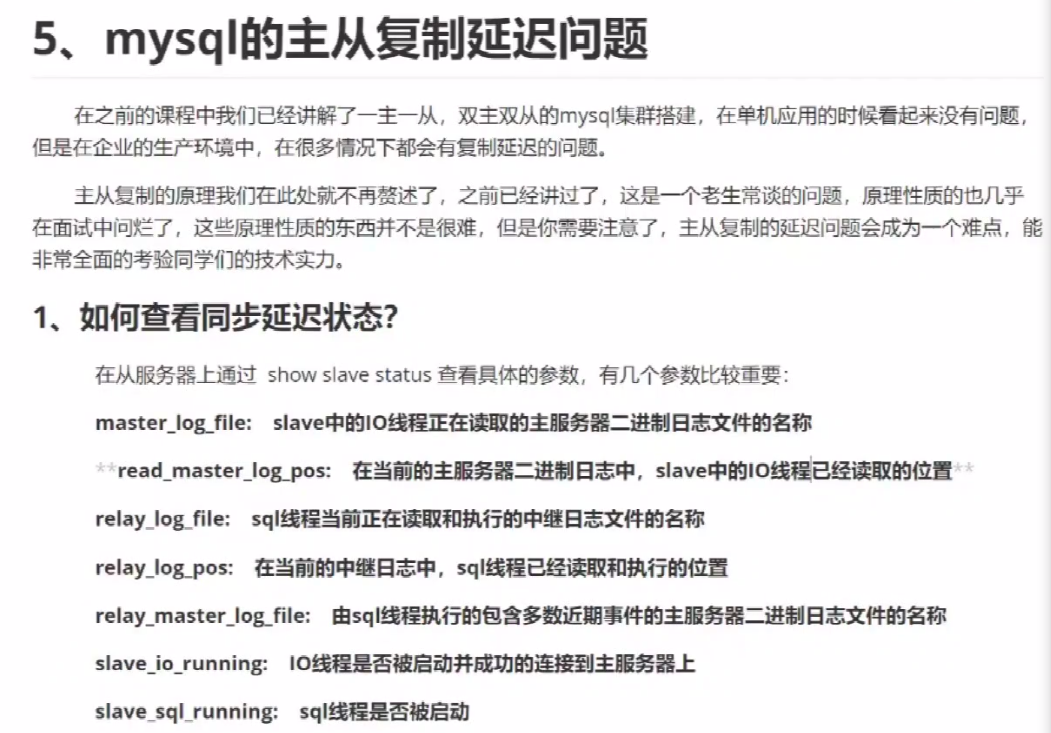 5、mysql的主从复制延迟问题
在之前的课程中我们已经讲解了一主一从，双主双从的mysql集群搭建，在单机应用的时候看起来没有问题，
但是在企业的生产环境中，在很多情况下都会有复制延迟的问题。
主从复制的原理我们在此处就不再赘述了，之前已经讲过了，这是一个老生常谈的问题，原理性质的也几乎
在面试中问烂了，这些原理性质的东西并不是很难，但是你需要注意了，主从复制的延迟问题会成为一个难点，能
非常全面的考验同学们的技术实力。
1、如何查看同步延迟状态？
在从服务器上通过 show slave status 查看具体的参数，有几个参数比较重要：
master_log_file: slave中的IO线程正在读取的主服务器二进制日志文件的名称
**read_master_log_pos: 在当前的主服务器二进制日志中，slave中的IO线程已经读取的位置**
relay_log_file: sql线程当前正在读取和执行的中继日志文件的名称
relay_log_pos: 在当前的中继日志中，sql线程已经读取和执行的位置
relay_master_log_file: 由sql线程执行的包含多数近期事件的主服务器二进制日志文件的名称
slave_io_running: IO线程是否被启动并成功的连接到主服务器上
slave_sql_running: sql线程是否被启动